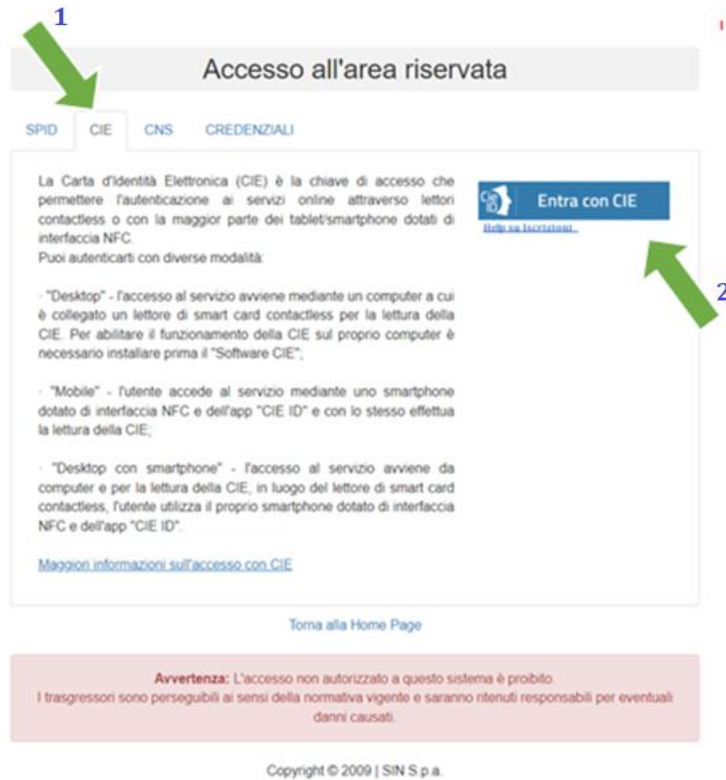 1
Accesso all'area riservata
SPID CIE CNS CREDENZIALI
La Carta d'Identità Elettronica (CIE) è la chiave di accesso che
permettere l'autenticazione ai servizi online attraverso lettori
contactless o con la maggior parte dei tablet/smartphone dotati di
interfaccia NFC.
Puoi autenticarti con diverse modalità:
· "Desktop" - l'accesso al servizio avviene mediante un computer a cui
è collegato un lettore di smart card contactless per la lettura della
CIE. Per abilitare il funzionamento della CIE sul proprio computer è
necessario installare prima il "Software CIE";
· "Mobile" - l'utente accede al servizio mediante uno smartphone
dotato di interfaccia NFC e dell'app "CIE ID" e con lo stesso effettua
la lettura della CIE;
· "Desktop con smartphone" - l'accesso al servizio avviene da
computer e per la lettura della CIE, in luogo del lettore di smart card
contactless, l'utente utilizza il proprio smartphone dotato di interfaccia
NFC e dell'app "CIE ID".
Maggiori informazioni sull'accesso con CIE
Cie
ID
Entra con CIE
Help su Iscrizioni
2
Torna alla Home Page
Avvertenza: L'accesso non autorizzato a questo sistema è proibito.
I trasgressori sono perseguibili ai sensi della normativa vigente e saranno ritenuti responsabili per eventuali
danni causati.
Copyright © 2009 | SIN S.p.a.